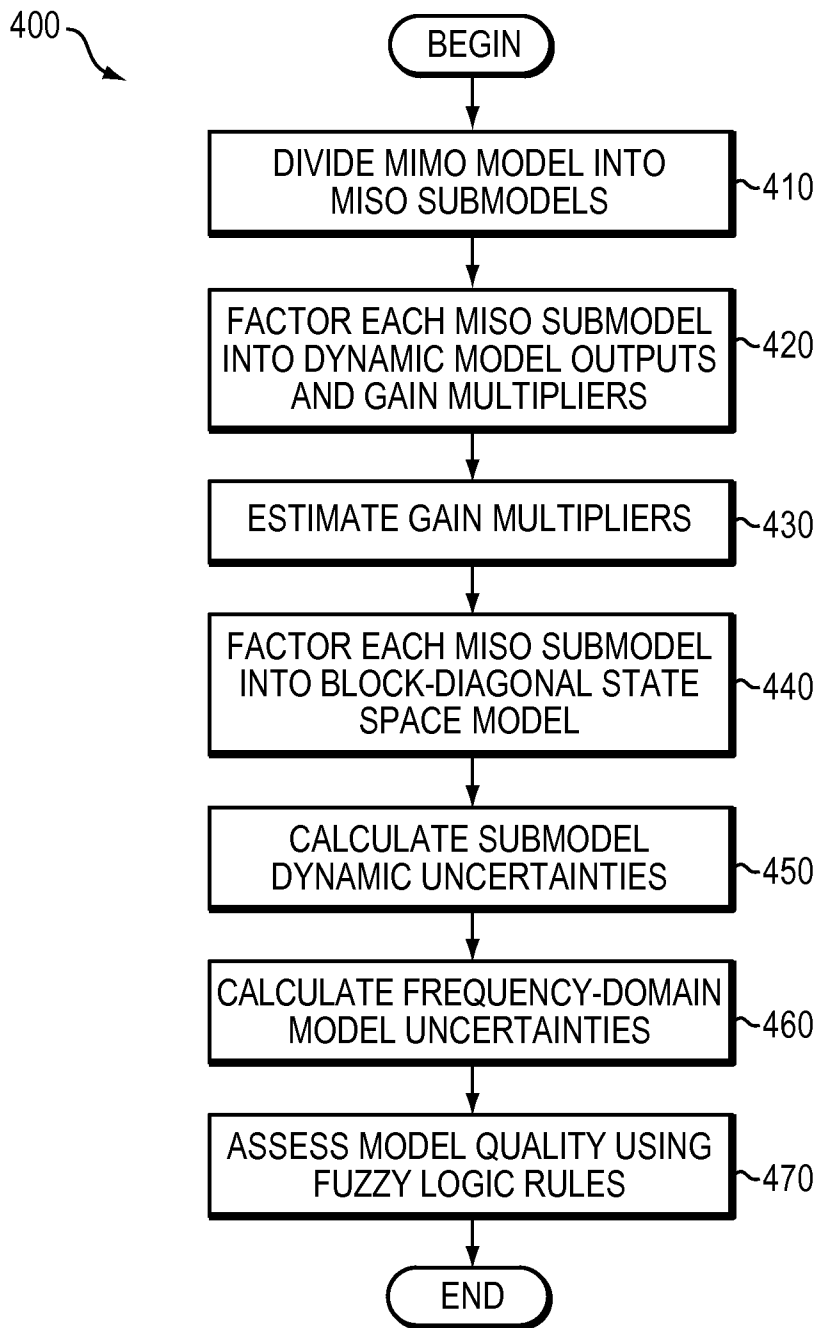 400
BEGIN
DIVIDE MIMO MODEL INTO
MISO SUBMODELS
410
FACTOR EACH MISO SUBMODEL
INTO DYNAMIC MODEL OUTPUTS
AND GAIN MULTIPLIERS
420
ESTIMATE GAIN MULTIPLIERS
430
FACTOR EACH MISO SUBMODEL
INTO BLOCK-DIAGONAL STATE
SPACE MODEL
440
CALCULATE SUBMODEL
DYNAMIC UNCERTAINTIES
450
CALCULATE FREQUENCY-DOMAIN
MODEL UNCERTAINTIES
460
ASSESS MODEL QUALITY USING
FUZZY LOGIC RULES
470
END